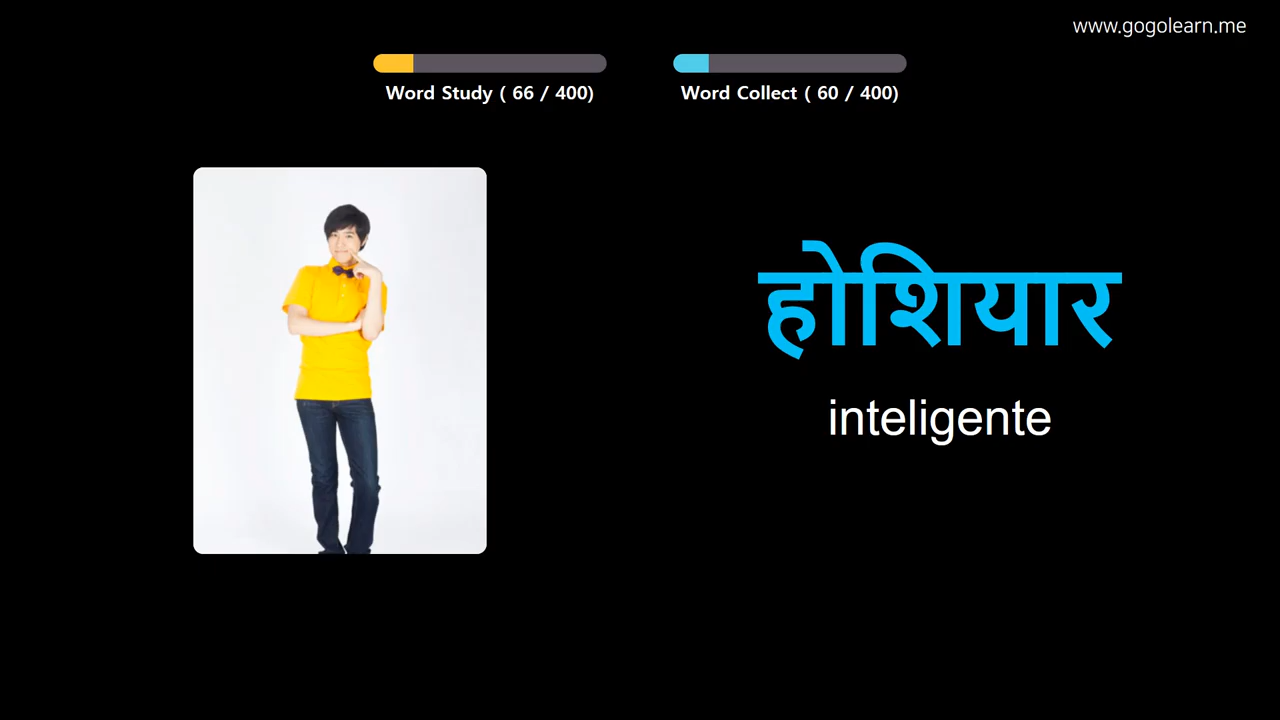 www.gogolearn.me
Word Study ( 66 / 400)
Word Collect ( 60 / 400)
होशियार
inteligente